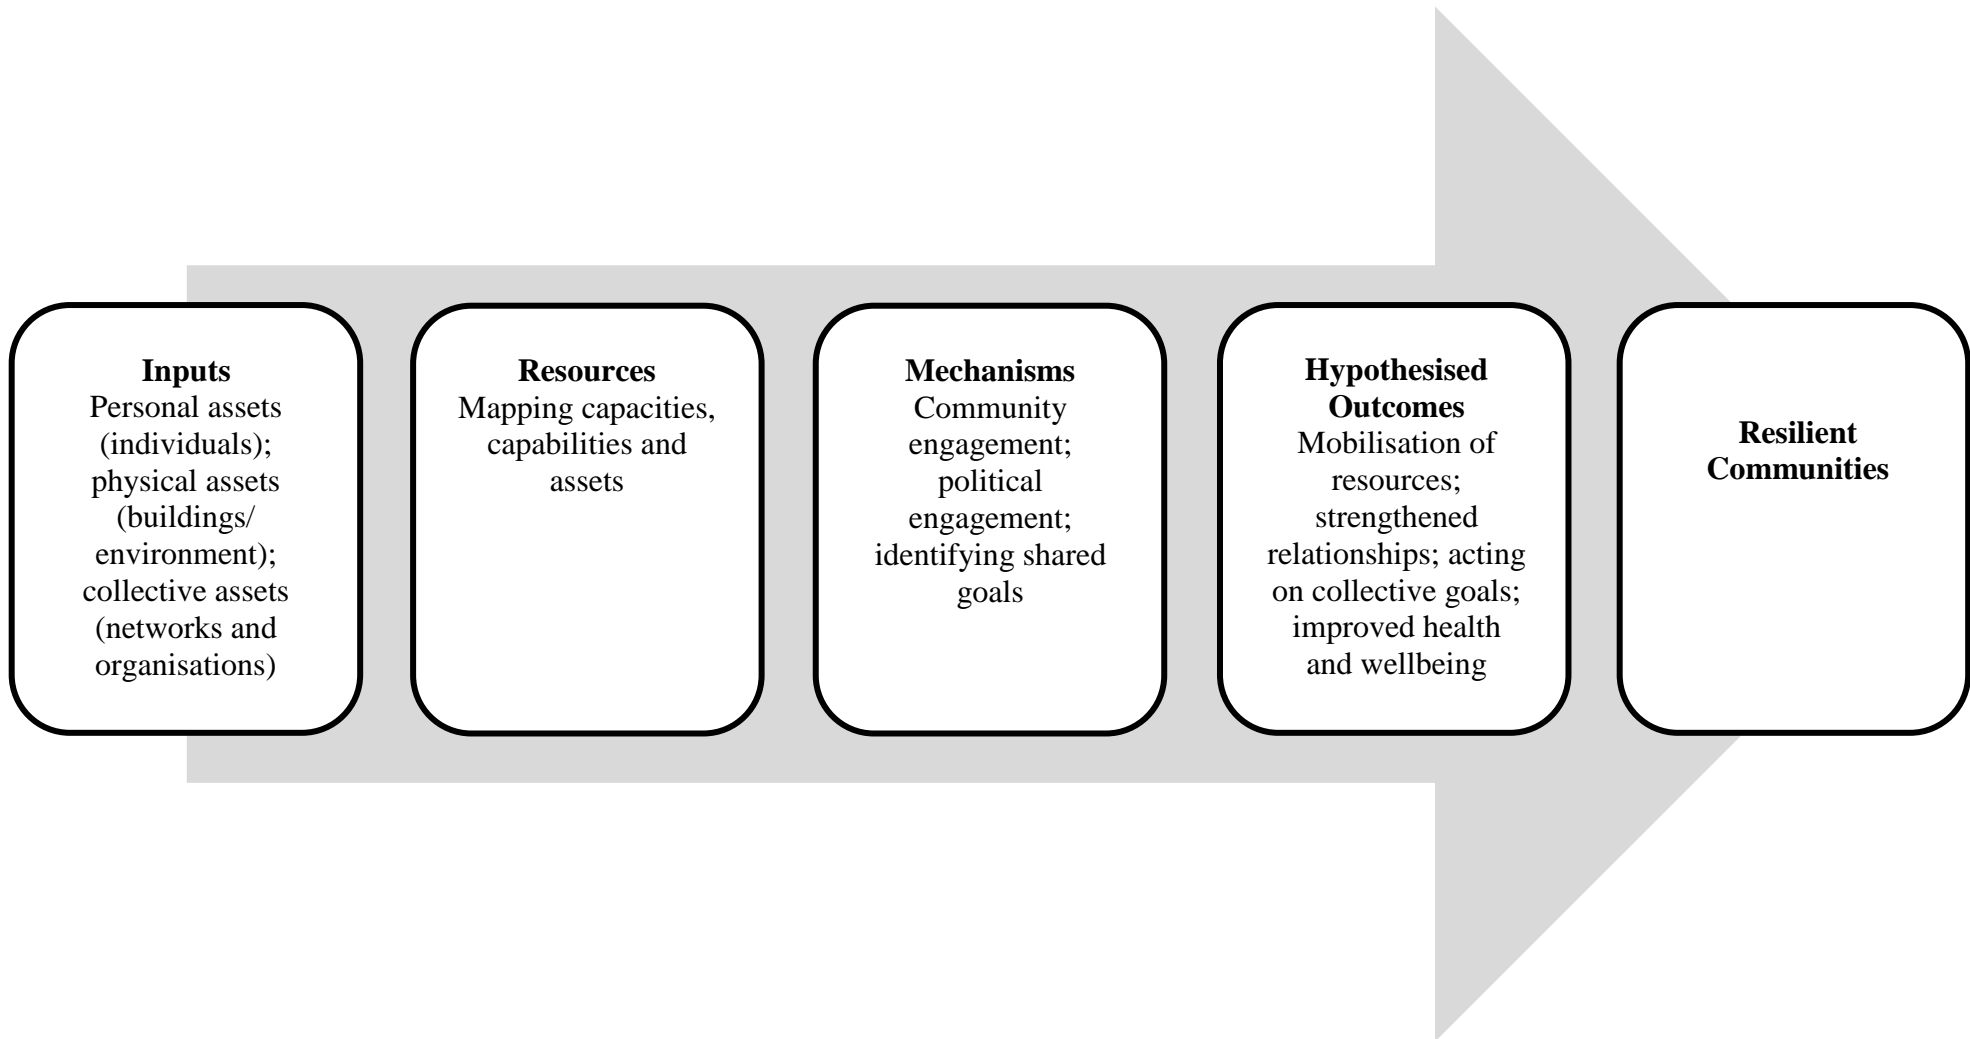 Inputs
Personal assets
(individuals);
physical assets
(buildings/
environment);
collective assets
(networks and
organisations)
Resources
Mapping capacities,
capabilities and
assets
Mechanisms
Community
engagement;
political
engagement;
identifying shared
goals
Hypothesised
Outcomes
Mobilisation of
resources;
strengthened
relationships; acting
on collective goals;
improved health
and wellbeing
Resilient
Communities